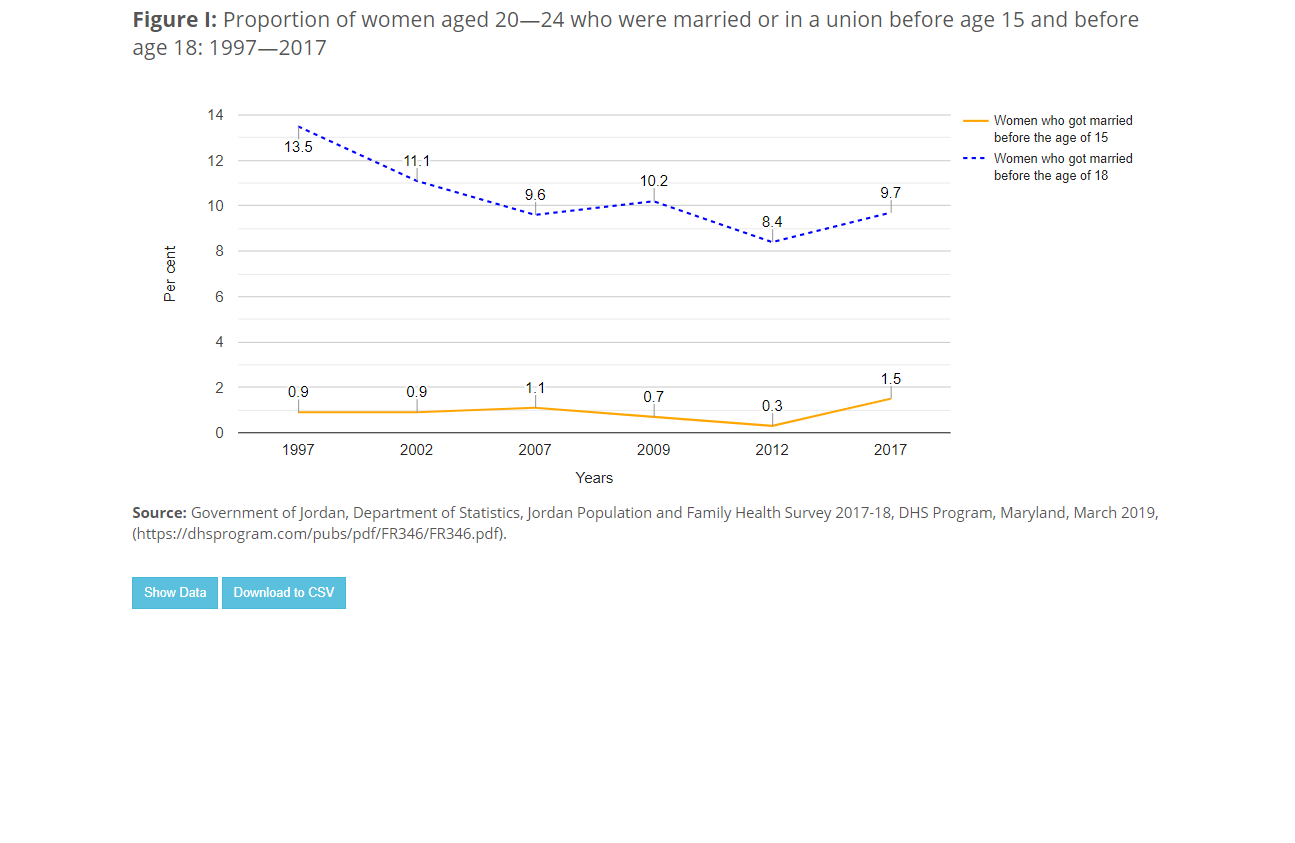 Figure I: Proportion of women aged 20—24 who were married or in a union before age 15 and before
age 18: 1997—2017
14
12
10
8
6
4
2
0
Per cent
13.5
11.1
9.6
10.2
8.4
9.7
0.9
0.9
1.1
0.7
0.3
1.5
1997
2002
2007
2009
2012
2017
Years
Women who got married
before the age of 15
Women who got married
before the age of 18
Source: Government of Jordan, Department of Statistics, Jordan Population and Family Health Survey 2017-18, DHS Program, Maryland, March 2019,
(https://dhsprogram.com/pubs/pdf/FR346/FR346.pdf).
Show Data
Download to CSV